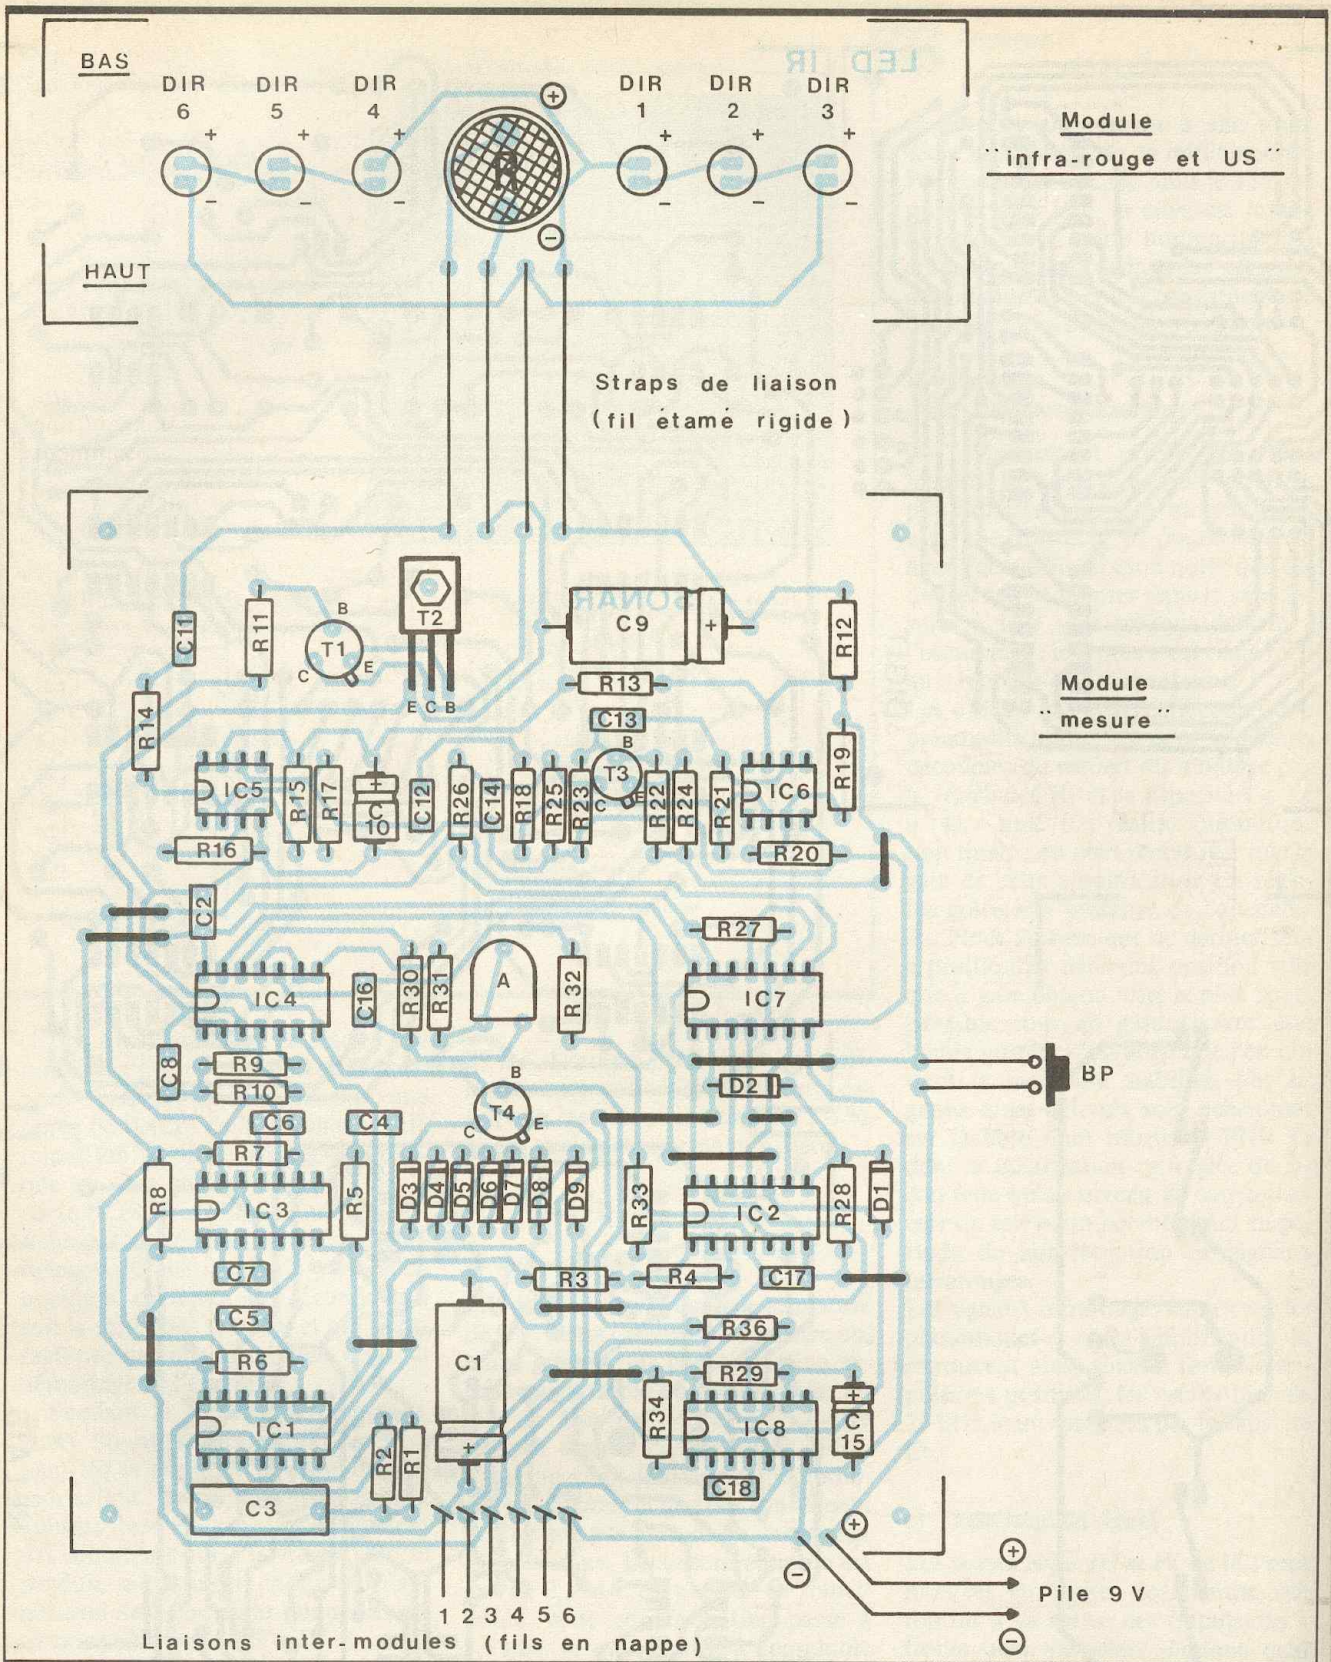 BAS
LED IR
DIR 6 + -
DIR 5 + -
DIR 4 + -
+
R
-
DIR 1 + -
DIR 2 + -
DIR 3 + -
Module
"infra-rouge et US"
HAUT
Straps de liaison
(fil étamé rigide)
SONAR
C11
R11
B
T1
C
E
T2
E C B
C9 +
R12
R13
Module
"mesure"
R14
C13
B
T3
C
E
R19
IC5
R15
R17
+ C 10
C12
R26
C14
R18
R25
R23
R22
R24
R21
IC6
R16
R20
C2
R27
IC4
C16
R30
R31
A
R32
IC7
C8
R9
R10
D2
BP
B
T4
C
E
C6
C4
R7
R8
IC3
R5
D3
D4
D5
D6
D7
D8
D9
R33
IC2
R28
D1
C7
R3
R4
C17
C5
R36
R6
C1
+
R29
IC1
R2
R1
R34
IC8
+ C 15
C18
C3
+
-
+
Pile 9V
-
1 2 3 4 5 6
Liaisons inter-modules (fils en nappe)